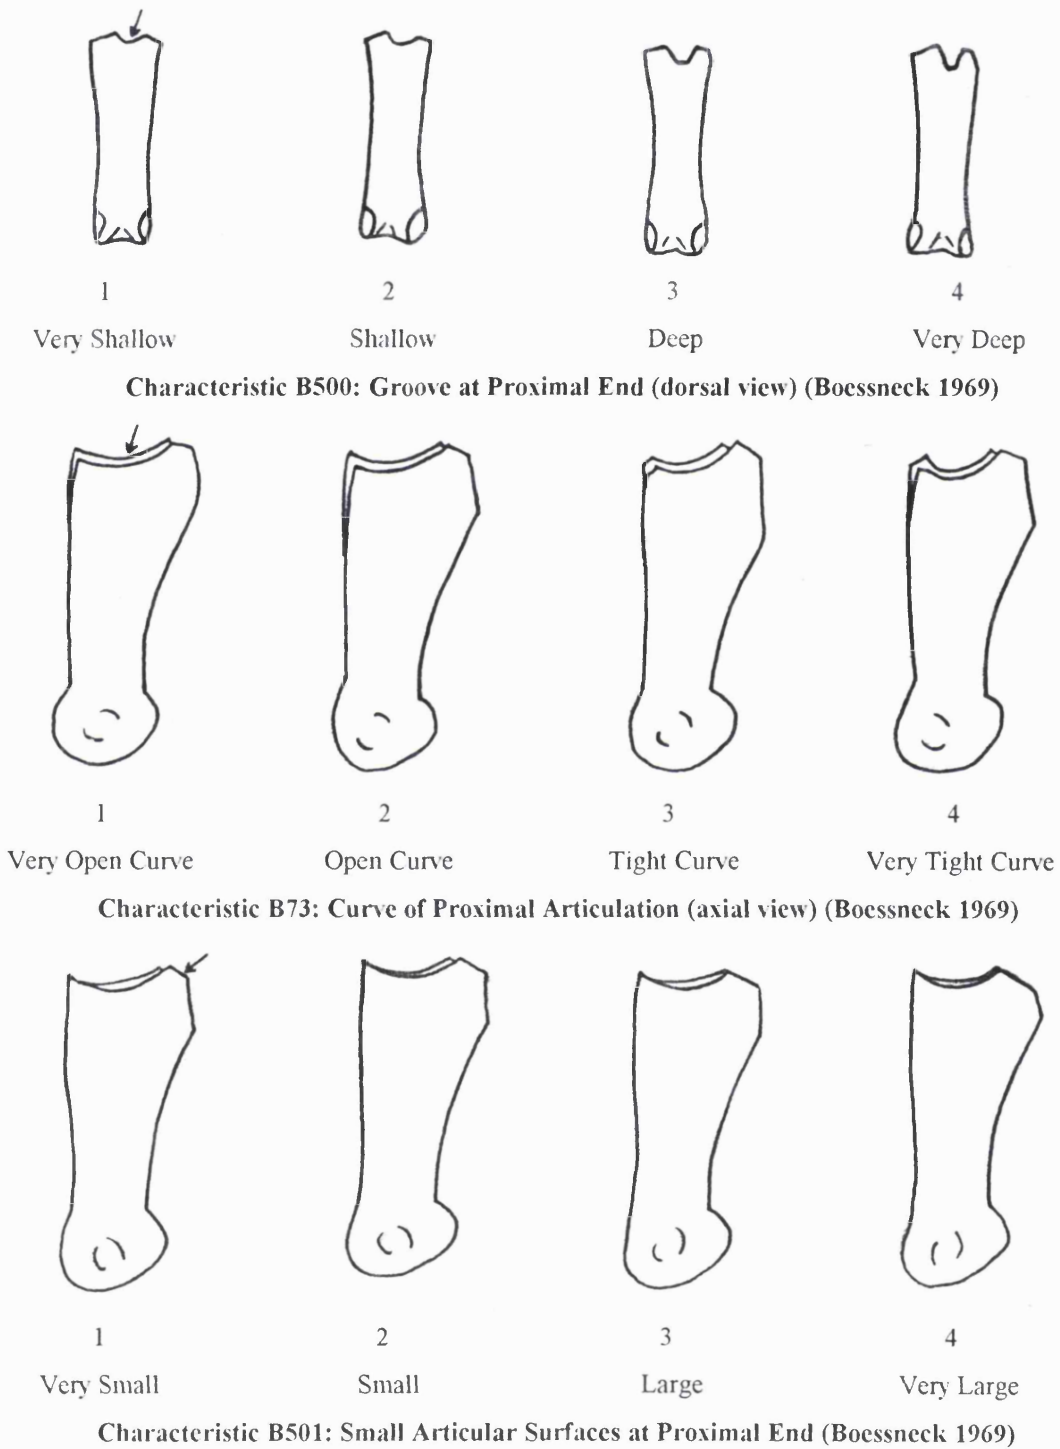 1 2 3 4
Very Shallow Shallow Deep Very Deep
Characteristic B500: Groove at Proximal End (dorsal view) (Boessneck 1969)
1 2 3 4
Very Open Curve Open Curve Tight Curve Very Tight Curve
Characteristic B73: Curve of Proximal Articulation (axial view) (Boessneck 1969)
1 2 3 4
Very Small Small Large Very Large
Characteristic B501: Small Articular Surfaces at Proximal End (Boessneck 1969)